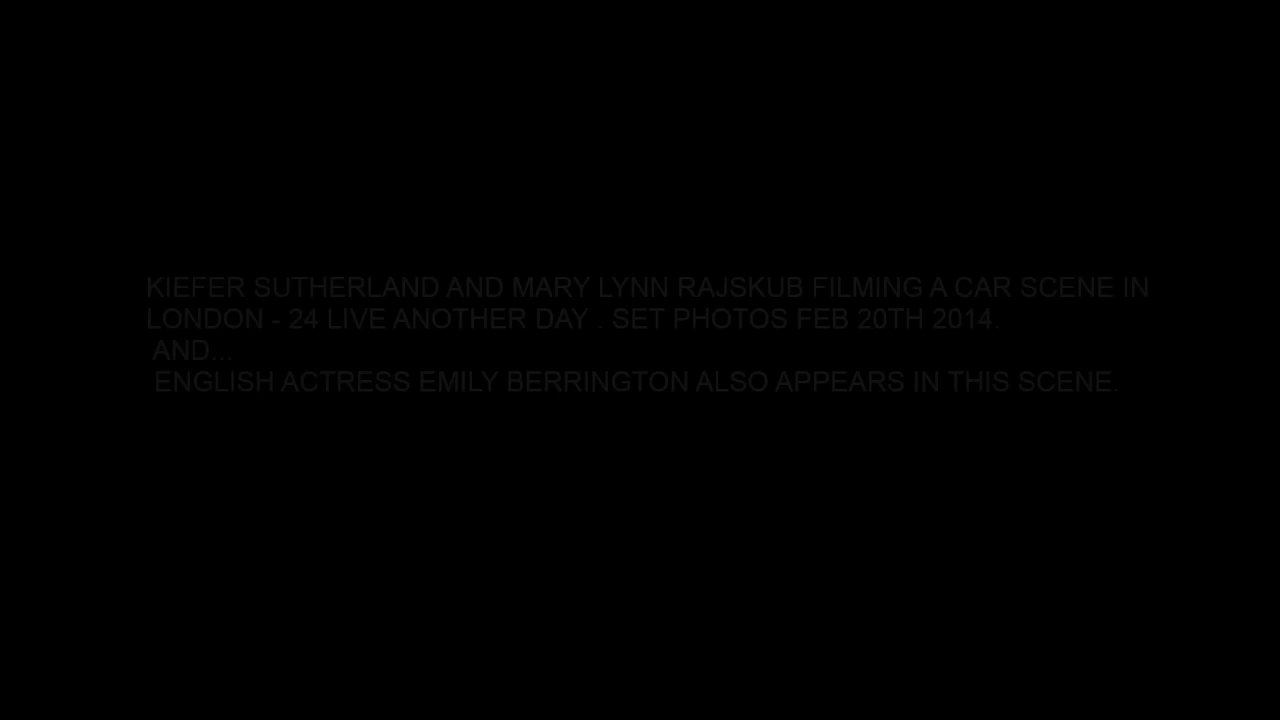 KIEFER SUTHERLAND AND MARY LYNN RAJSKUB FILMING A CAR SCENE IN
LONDON - 24 LIVE ANOTHER DAY . SET PHOTOS FEB 20TH 2014.
AND...
ENGLISH ACTRESS EMILY BERRINGTON ALSO APPEARS IN THIS SCENE.